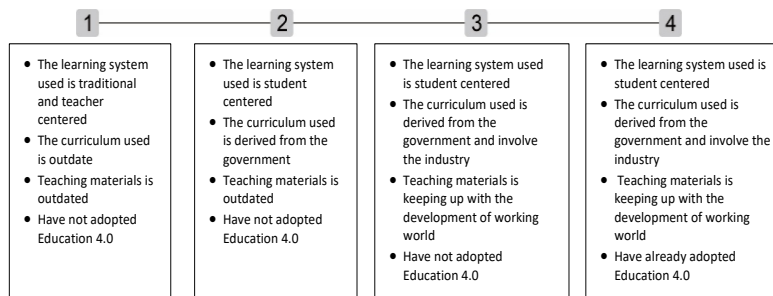 1
2
3
4
• The learning system
used is traditional
and teacher
centered
• The curriculum used
is outdate
• Teaching materials is
outdated
• Have not adopted
Education 4.0
• The learning system
used is student
centered
• The curriculum used
is derived from the
government
• Teaching materials is
outdated
• Have not adopted
Education 4.0
• The learning system used
is student centered
• The curriculum used is
derived from the
government and involve
the industry
• Teaching materials is
keeping up with the
development of working
world
• Have not adopted
Education 4.0
• The learning system used is
student centered
• The curriculum used is
derived from the
government and involve the
industry
• Teaching materials is
keeping up with the
development of working
world
• Have already adopted
Education 4.0